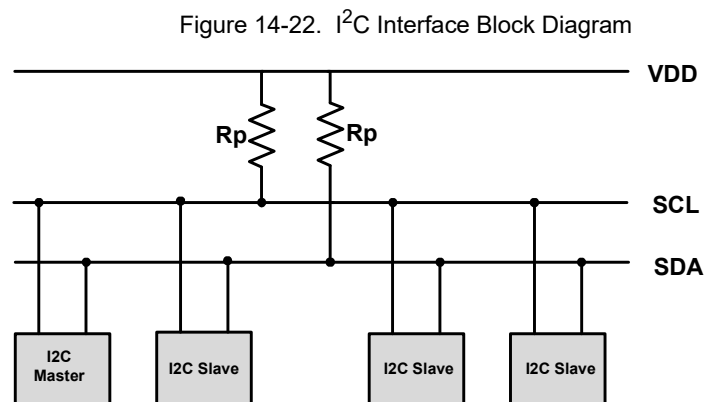 Figure 14-22. I²C Interface Block Diagram
VDD
Rp
Rp
SCL
SDA
I2C
Master
I2C Slave
I2C Slave
I2C Slave